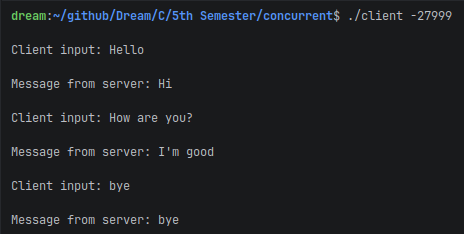 dream:~/github/Dream/C/5th Semester/concurrent$ ./client -27999
Client input: Hello
Message from server: Hi
Client input: How are you?
Message from server: I'm good
Client input: bye
Message from server: bye